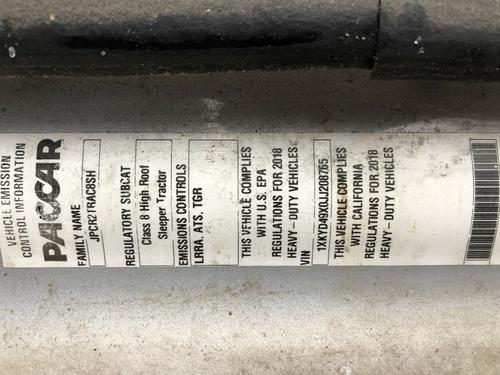 VEHICLE EMISSION
CONTROL INFORMATION
PACCAR
FAMILY NAME
JPCR2TRAC8SH
REGULATORY SUBCAT
Class 8 High Roof
Sleeper Tractor
EMISSIONS CONTROLS
LRRA, ATS, TGR
THIS VEHICLE COMPLIES
WITH U.S. EPA
REGULATIONS FOR 2018
HEAVY-DUTY VEHICLES
VIN
1XXYD49X0JJ208765
THIS VEHICLE COMPLIES
WITH CALIFORNIA
REGULATIONS FOR 2018
HEAVY-DUTY VEHICLES